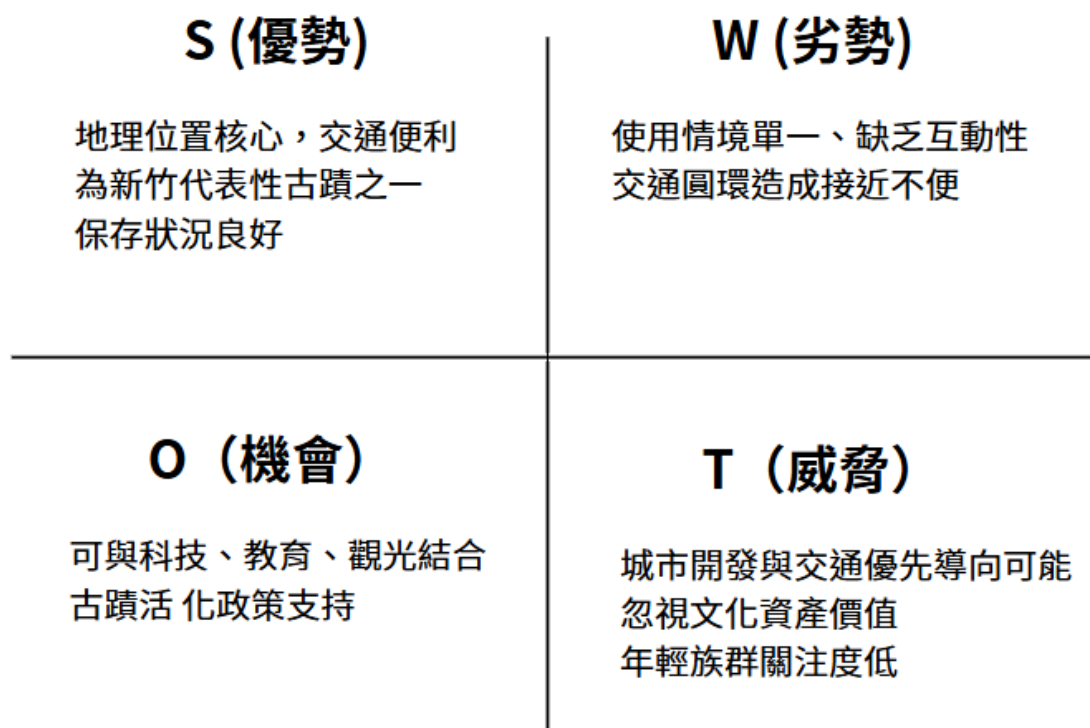 S (優勢)
地理位置核心，交通便利
為新竹代表性古蹟之一
保存狀況良好
W (劣勢)
使用情境單一、缺乏互動性
交通圓環造成接近不便
O（機會）
可與科技、教育、觀光結合
古蹟活 化政策支持
T（威脅）
城市開發與交通優先導向可能
忽視文化資產價值
年輕族群關注度低